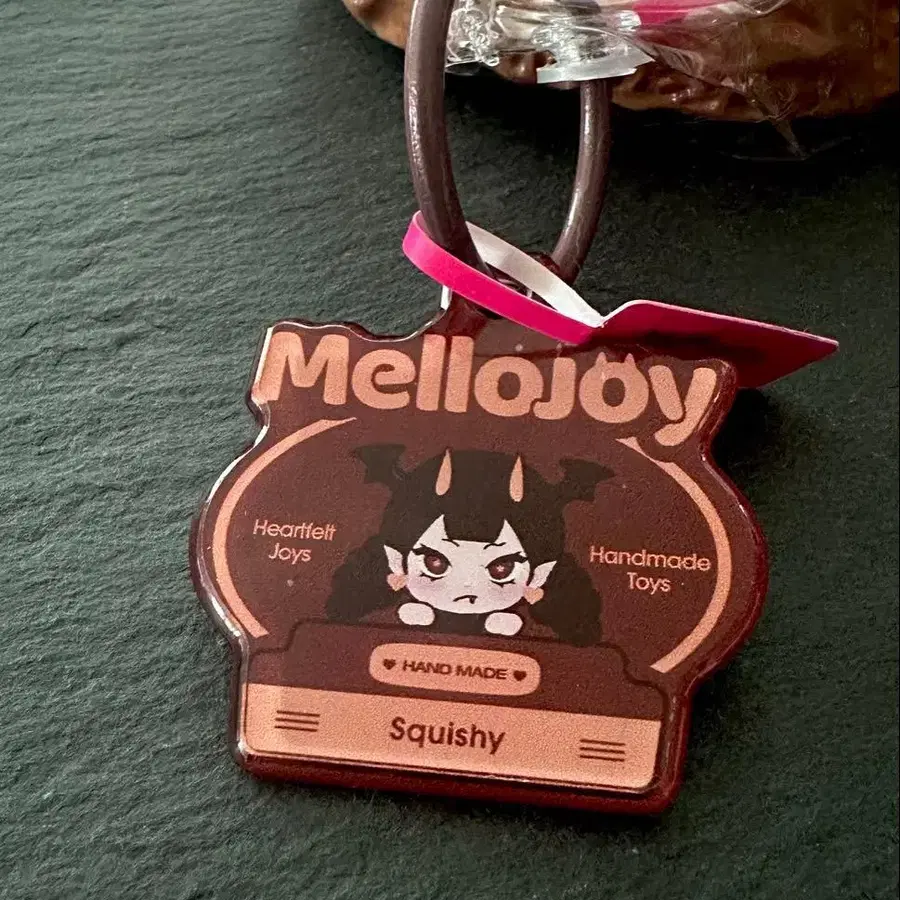 MelloJoy
Heartfelt
Joys
Handmade
Toys
♥ HAND MADE ♥
Squishy